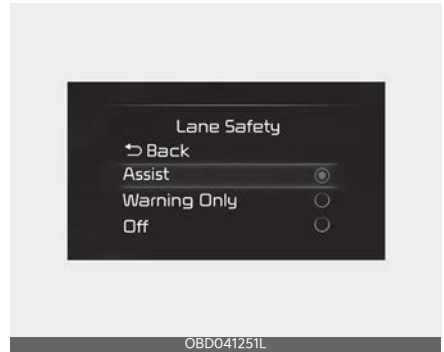 Lane Safety
Back
Assist
Warning Only
Off
OBD041251L